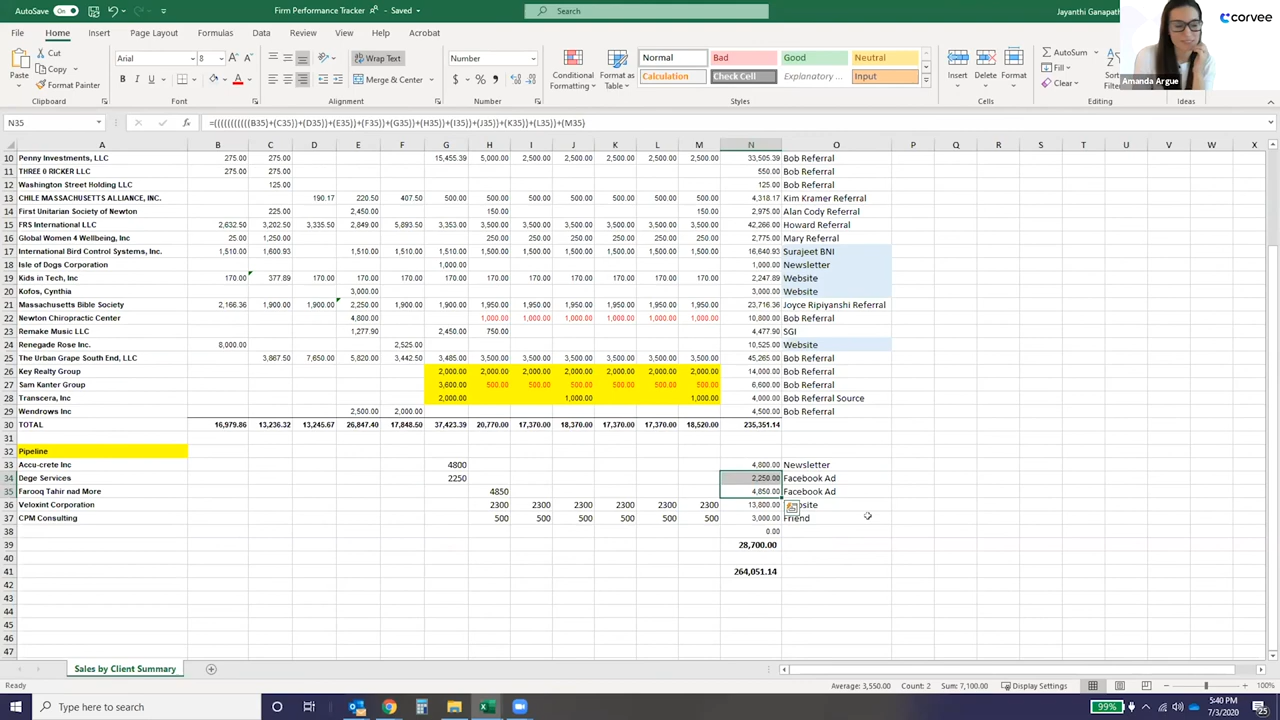 AutoSave On Firm Performance Tracker - Saved Search Jayanthi Ganapath corvee
File Home Insert Page Layout Formulas Data Review View Help Acrobat
Paste Cut Copy Format Painter Arial 8 Wrap Text Merge & Center Number Conditional Formatting Format as Table Normal Bad Good Neutral Calculation Check Cell Explanatory ... Input Insert Delete Format AutoSum Fill Clear Sort Filter Amanda Argue
Clipboard Font Alignment Number Styles Cells Editing Ideas
N35 =((((((((((((B35)+(C35))+(D35))+(E35))+(F35))+(G35))+(H35))+(I35))+(J35))+(K35))+(L35))+(M35))
A B C D E F G H I J K L M N O P Q R S T U V W X
10 Penny Investments, LLC 275.00 275.00 15,455.39 5,000.00 2,500.00 2,500.00 2,500.00 2,500.00 2,500.00 33,505.39 Bob Referral
11 THREE 0 RICKER LLC 275.00 275.00 550.00 Bob Referral
12 Washington Street Holding LLC 125.00 125.00 Bob Referral
13 CHILE MASSACHUSETTS ALLIANCE, INC. 190.17 367.50 407.50 500.00 500.00 500.00 500.00 500.00 500.00 500.00 4,318.17 Kim Kramer Referral
14 First Unitarian Society of Newton 225.00 2,450.00 150.00 150.00 2,975.00 Alan Cody Referral
15 FRS International LLC 2,632.50 3,202.50 3,335.50 2,849.00 5,893.50 3,353.00 3,500.00 3,500.00 3,500.00 3,500.00 3,500.00 3,500.00 42,266.00 Howard Referral
16 Global Women 4 Wellbeing, Inc 25.00 1,250.00 250.00 250.00 250.00 250.00 250.00 250.00 2,775.00 Mary Referral
17 International Bird Control Systems, Inc. 1,510.00 1,600.93 1,510.00 1,510.00 1,510.00 1,500.00 1,500.00 1,500.00 1,500.00 1,500.00 1,500.00 16,640.93 Surajeet BNI
18 Isle of Dogs Corporation 1,000.00 1,000.00 Newsletter
19 Kids in Tech, Inc 170.00 377.89 170.00 170.00 170.00 170.00 170.00 170.00 170.00 170.00 170.00 170.00 2,247.89 Website
20 Kofos, Cynthia 3,000.00 3,000.00 Website
21 Massachusetts Bible Society 2,166.36 1,900.00 1,900.00 2,250.00 1,900.00 1,900.00 1,950.00 1,950.00 1,950.00 1,950.00 1,950.00 1,950.00 23,716.36 Joyce Ripiyanshi Referral
22 Newton Chiropractic Center 4,800.00 1,000.00 1,000.00 1,000.00 1,000.00 1,000.00 1,000.00 10,800.00 Bob Referral
23 Remake Music LLC 1,277.90 2,450.00 750.00 4,477.90 SGI
24 Renegade Rose Inc. 8,000.00 2,525.00 10,525.00 Website
25 The Urban Grape South End, LLC 3,867.50 7,650.00 5,820.00 3,442.50 3,485.00 3,500.00 3,500.00 3,500.00 3,500.00 3,500.00 3,500.00 45,265.00 Bob Referral
26 Key Realty Group 2,000.00 2,000.00 2,000.00 2,000.00 2,000.00 2,000.00 2,000.00 14,000.00 Bob Referral
27 Sam Kanter Group 3,600.00 500.00 500.00 500.00 500.00 500.00 500.00 6,600.00 Bob Referral
28 Transcera, Inc 2,000.00 1,000.00 1,000.00 4,000.00 Bob Referral Source
29 Wendrows Inc 2,500.00 2,000.00 4,500.00 Bob Referral
30 TOTAL 16,979.86 13,236.32 13,245.67 26,847.40 17,848.50 37,423.39 20,770.00 17,370.00 18,370.00 17,370.00 17,370.00 18,520.00 235,351.14
31
32 Pipeline
33 Accu-crete Inc 4800 4,800.00 Newsletter
34 Dege Services 2250 2,250.00 Facebook Ad
35 Farooq Tahir nad More 4850 4,850.00 Facebook Ad
36 Veloxint Corporation 2300 2300 2300 2300 2300 2300 13,800.00 site
37 CPM Consulting 500 500 500 500 500 500 3,000.00 Friend
38 0.00
39 28,700.00
40
41 264,051.14
42
43
44
45
46
47
Sales by Client Summary
Ready Average: 3,550.00 Count: 2 Sum: 7,100.00 Display Settings 100%
Type here to search 99% 5:40 PM 7/3/2020 25